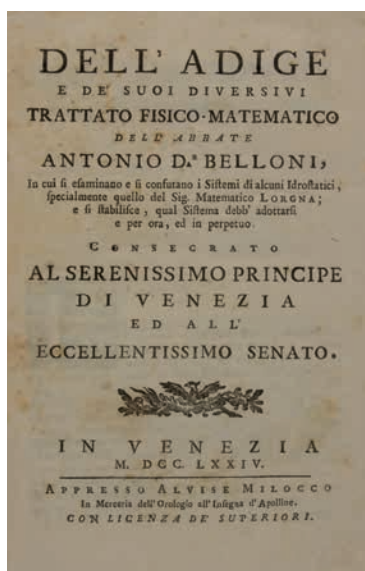 DELL' ADIGE
E DE' SUOI DIVERSIVI
TRATTATO FISICO-MATEMATICO
DELL' ABBATE
ANTONIO D.R BELLONI,
In cui si esaminano e si confutano i Sistemi di alcuni Idrostatici,
specialmente quello del Sig. Matematico LORGNA;
e si stabilisce, qual Sistema debb' adottarsi
e per ora, ed in perpetuo.
CONSECRATO
AL SERENISSIMO PRINCIPE
DI VENEZIA
ED ALL'
ECCELLENTISSIMO SENATO.
IN VENEZIA
M. DCC. LXXIV.
APPRESSO ALVISE MILOCCO
In Merceria dell' Orologio all' Insegna d'Apolline.
CON LICENZA DE' SUPERIORI.